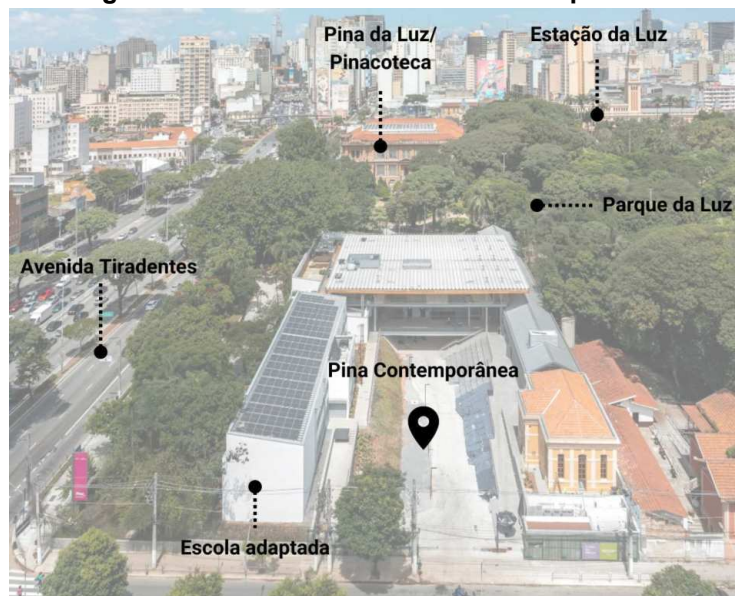 Pina da Luz/
Pinacoteca
Estação da Luz
Parque da Luz
Avenida Tiradentes
Pina Contemporânea
Escola adaptada